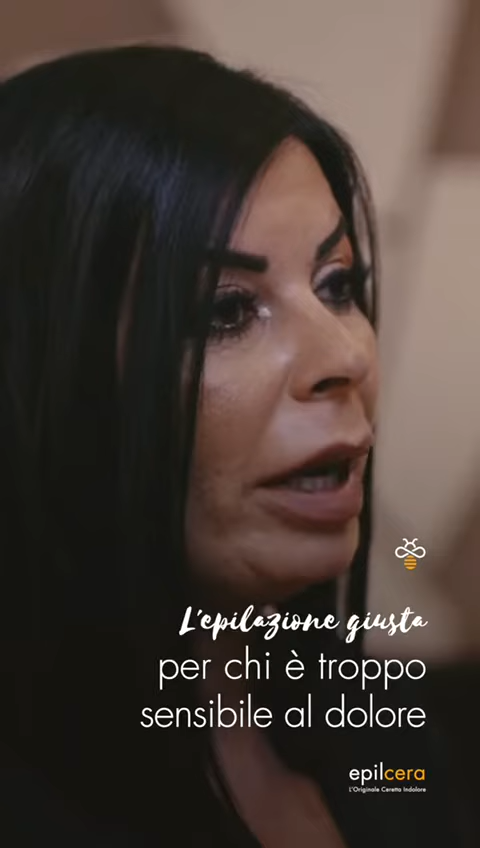 L'epilazione giusta
per chi è troppo
sensibile al dolore
epilcera
L'Originale Ceretta Indolore